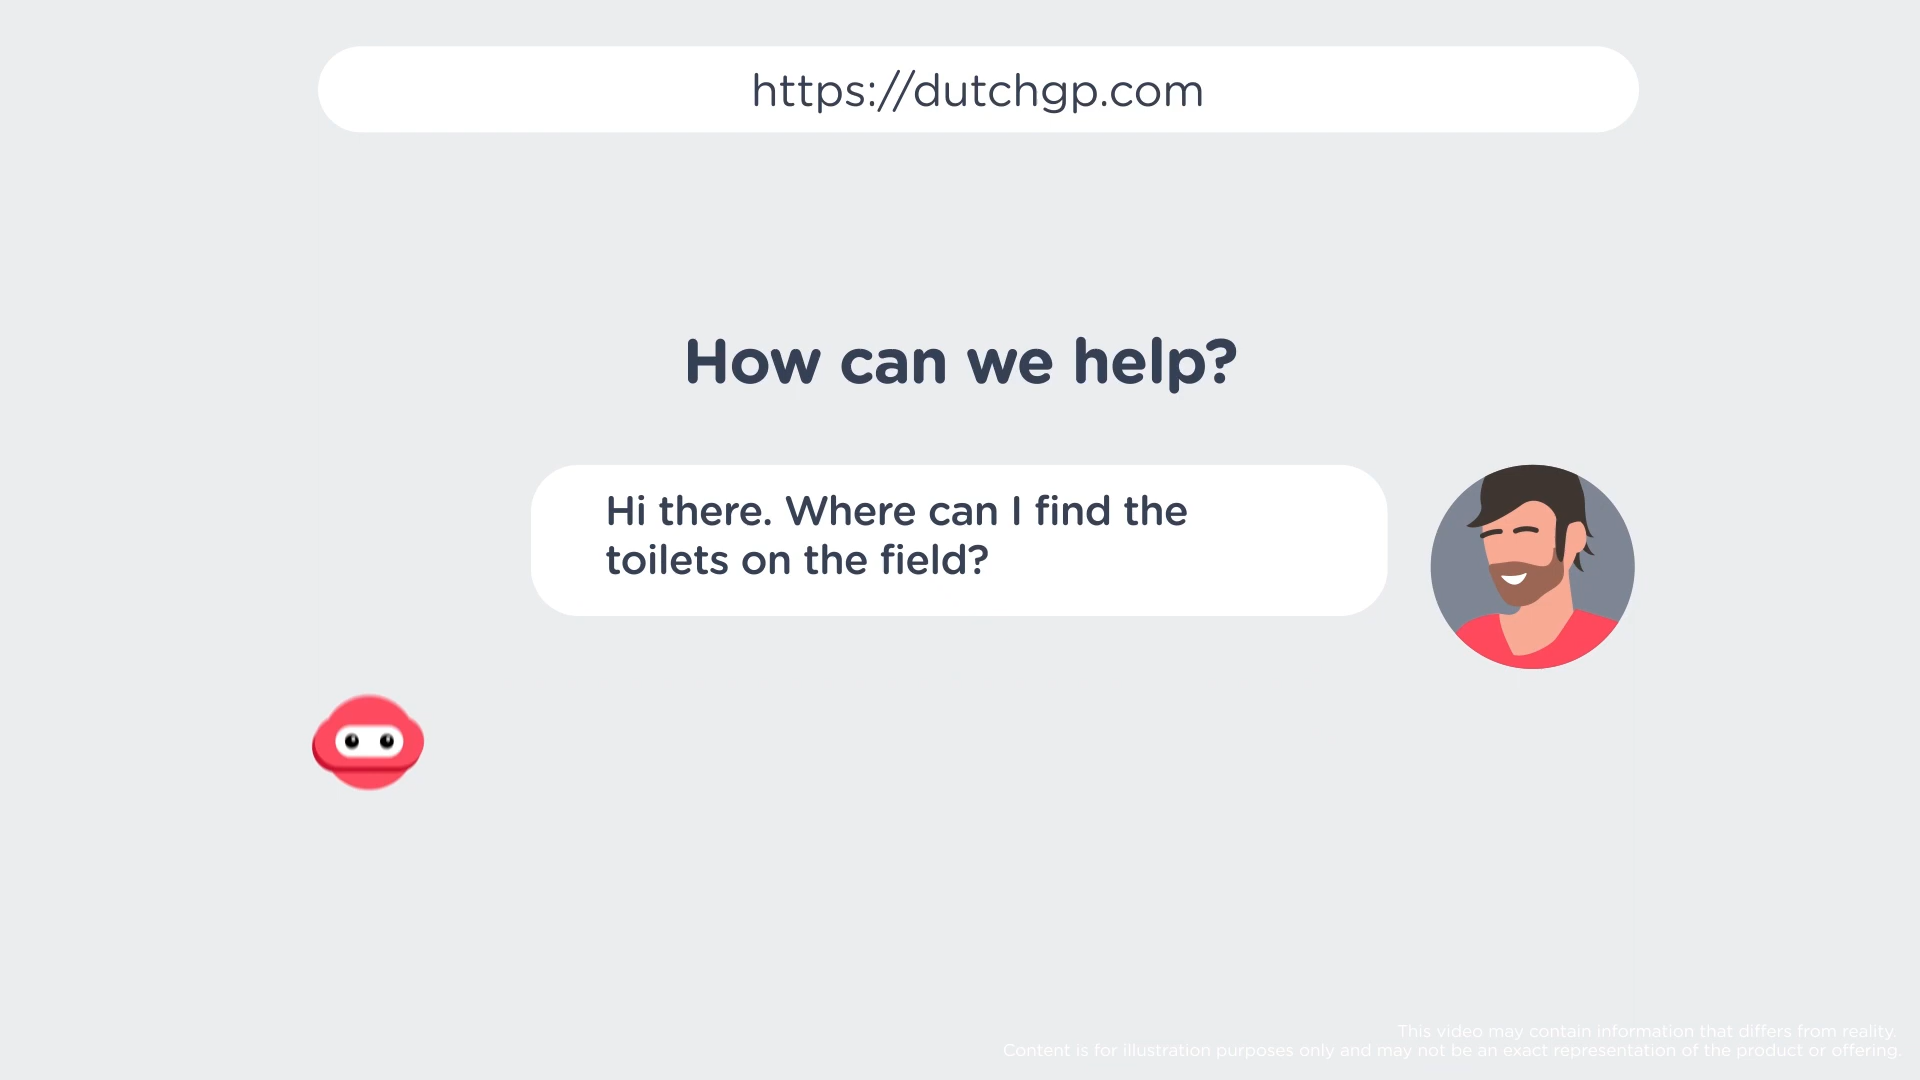 https://dutchgp.com
How can we help?
Hi there. Where can I find the
toilets on the field?
This video may contain information that differs from reality.
Content is for illustration purposes only and may not be an exact representation of the product or offering.